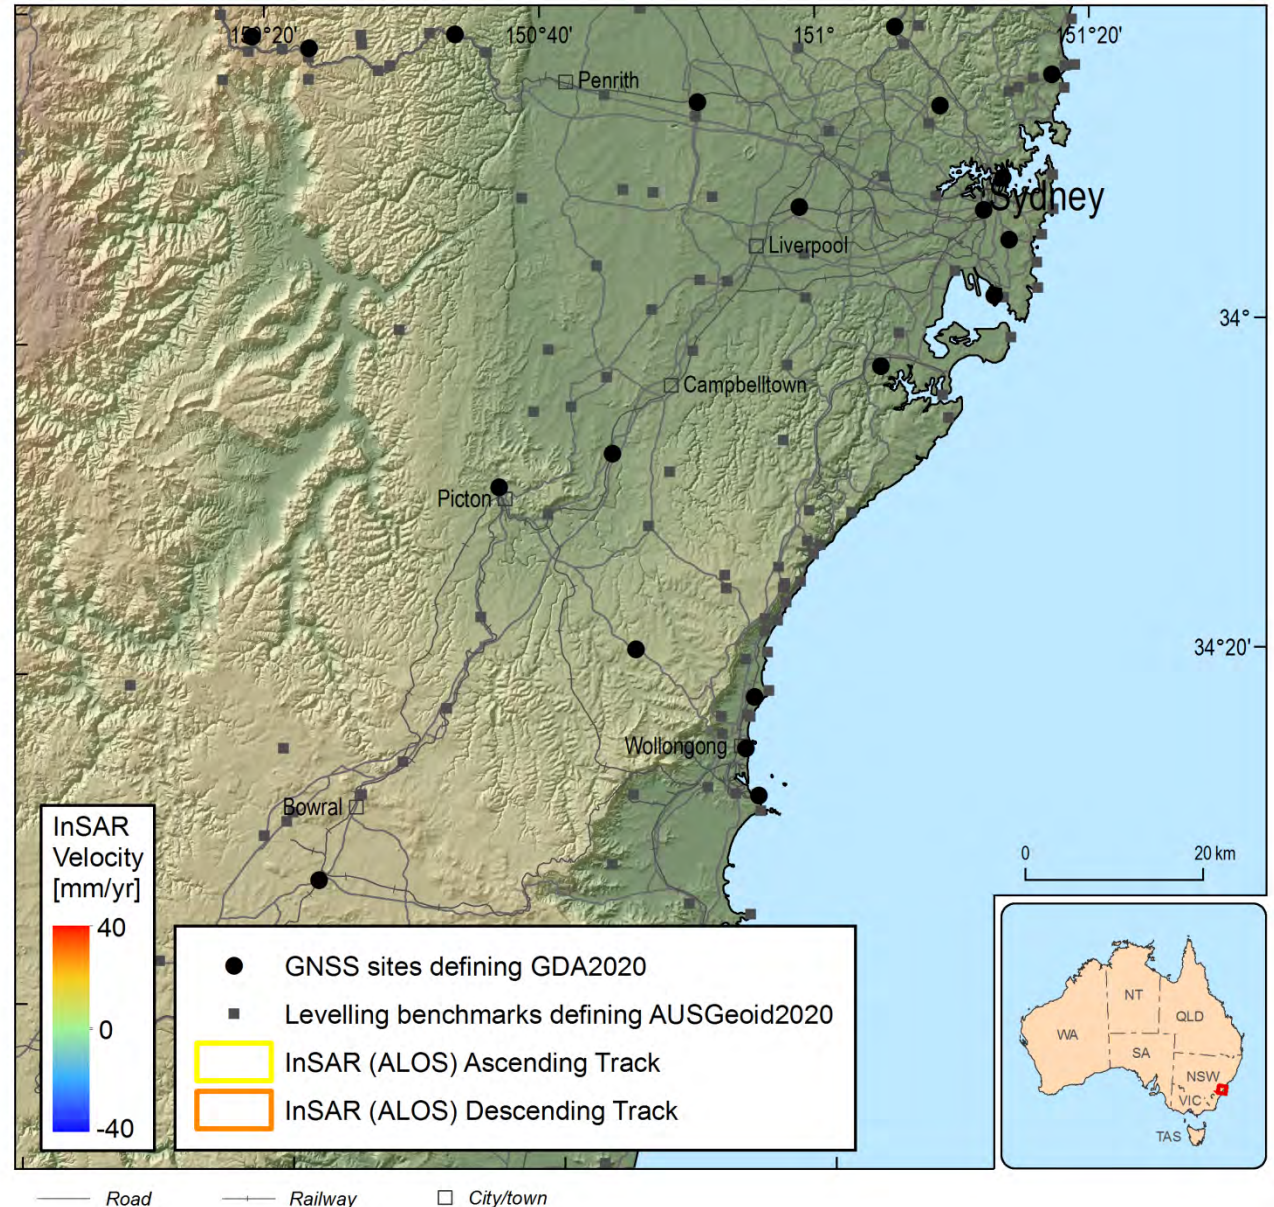 150°20'
150°40'
151°
151°20'
Penrith
Sydney
Liverpool
34°
Campbelltown
Picton
34°20'
Wollongong
Bowral
InSAR
Velocity
[mm/yr]
40
0
-40
0 20 km
GNSS sites defining GDA2020
Levelling benchmarks defining AUSGeoid2020
InSAR (ALOS) Ascending Track
InSAR (ALOS) Descending Track
NT
QLD
WA
SA
NSW
VIC
TAS
Road Railway City/town